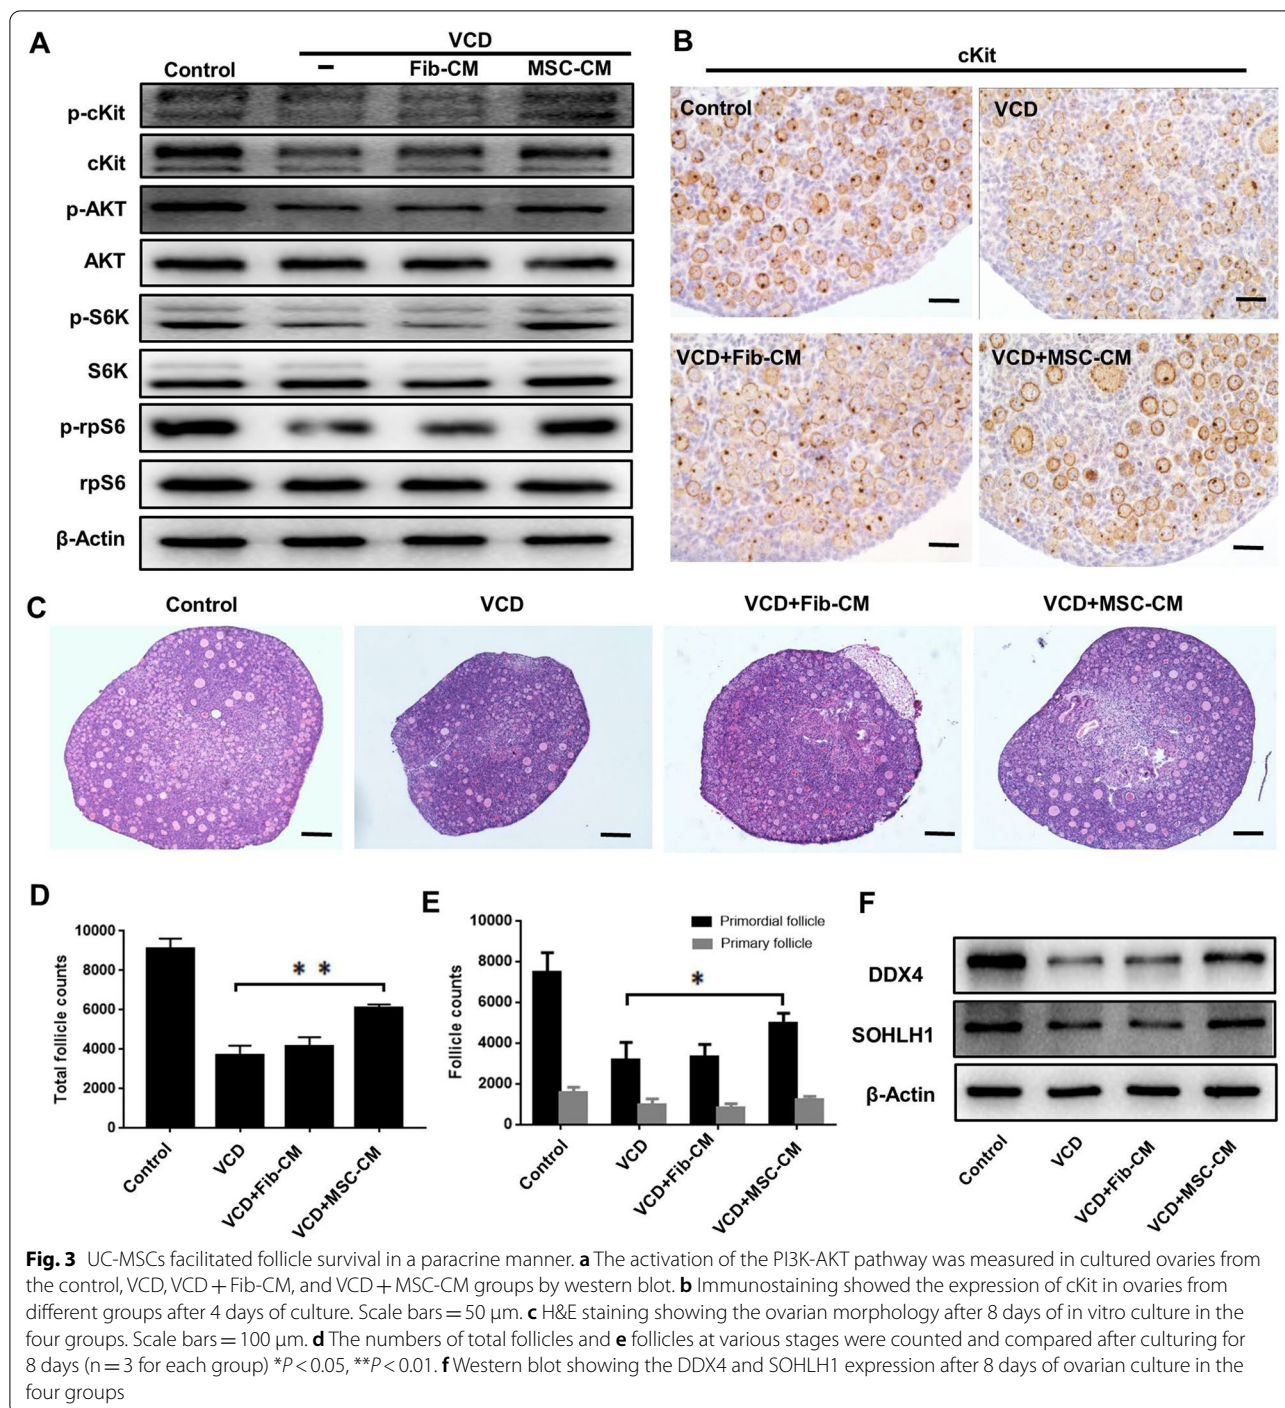 A
VCD
Control – Fib-CM MSC-CM
p-cKit
cKit
p-AKT
AKT
p-S6K
S6K
p-rpS6
rpS6
β-Actin
B
cKit
Control
VCD
VCD+Fib-CM
VCD+MSC-CM
C
Control VCD VCD+Fib-CM VCD+MSC-CM
D
Total follicle counts
10000
8000
6000
4000
2000
0
* *
Control
VCD
VCD+Fib-CM
VCD+MSC-CM
E
Follicle counts
10000
8000
6000
4000
2000
0
Primordial follicle
Primary follicle
*
Control
VCD
VCD+Fib-CM
VCD+MSC-CM
F
DDX4
SOHLH1
β-Actin
Control
VCD
VCD+Fib-CM
VCD+MSC-CM
Fig. 3 UC-MSCs facilitated follicle survival in a paracrine manner. a The activation of the PI3K-AKT pathway was measured in cultured ovaries from
the control, VCD, VCD + Fib-CM, and VCD + MSC-CM groups by western blot. b Immunostaining showed the expression of cKit in ovaries from
different groups after 4 days of culture. Scale bars = 50 μm. c H&E staining showing the ovarian morphology after 8 days of in vitro culture in the
four groups. Scale bars = 100 μm. d The numbers of total follicles and e follicles at various stages were counted and compared after culturing for
8 days (n = 3 for each group) *P < 0.05, **P < 0.01. f Western blot showing the DDX4 and SOHLH1 expression after 8 days of ovarian culture in the
four groups